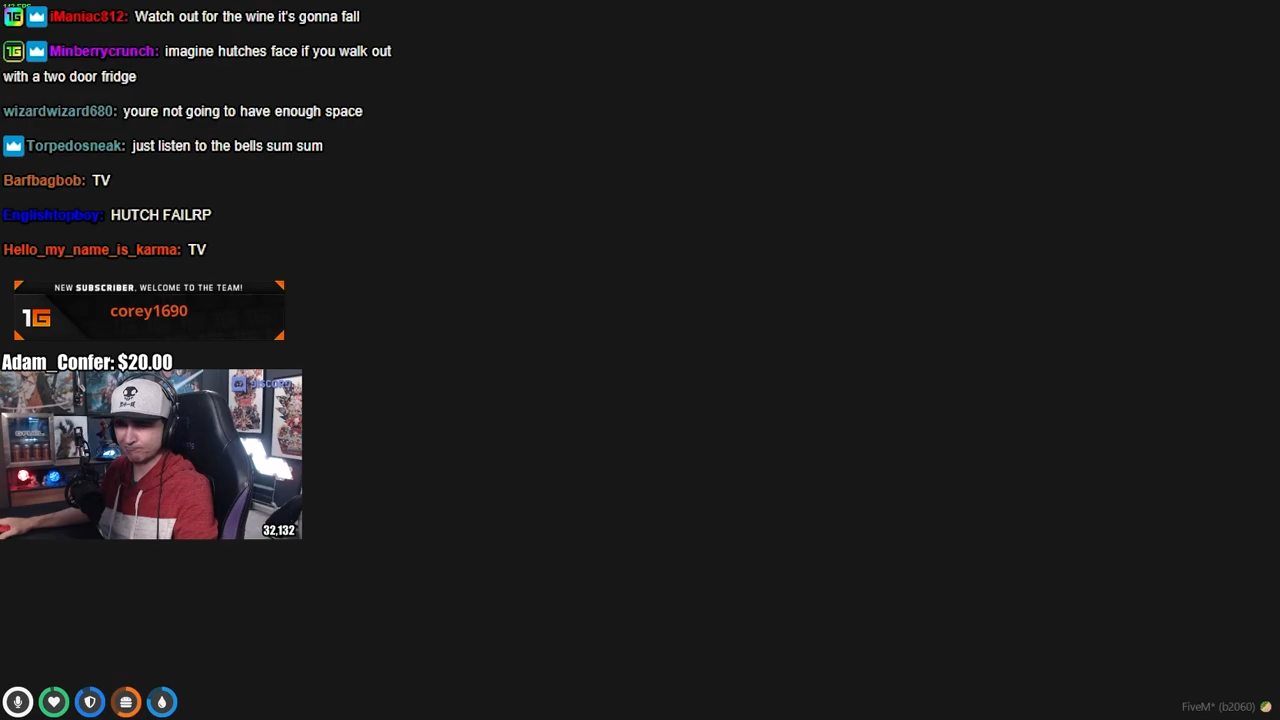 iManiac812: Watch out for the wine it's gonna fall
1G Minberrycrunch: imagine hutches face if you walk out
with a two door fridge
wizardwizard680: youre not going to have enough space
Torpedosneak: just listen to the bells sum sum
Barfbagbob: TV
Englishtopboy: HUTCH FAILRP
Hello_my_name_is_karma: TV
NEW SUBSCRIBER. WELCOME TO THE TEAM!
1G corey1690
Adam_Confer: $20.00
32,132
FiveM* (b2060)